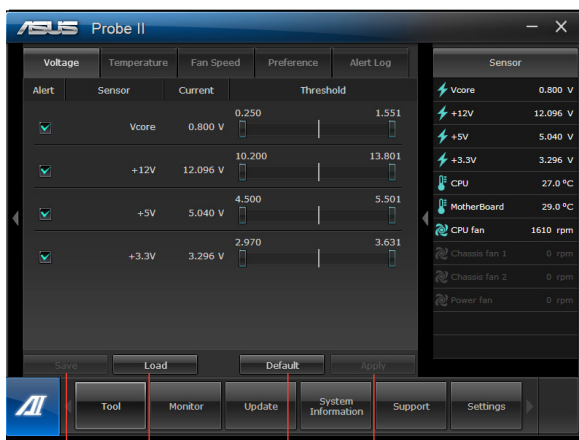 ASUS Probe II
Voltage Temperature Fan Speed Preference Alert Log
Alert Sensor Current Threshold
Vcore 0.800 V 0.250 1.551
+12V 12.096 V 10.200 13.801
+5V 5.040 V 4.500 5.501
+3.3V 3.296 V 2.970 3.631
Save Load Default Apply
Sensor
Vcore 0.800 V
+12V 12.096 V
+5V 5.040 V
+3.3V 3.296 V
CPU 27.0 ºC
MotherBoard 29.0 ºC
CPU fan 1610 rpm
Chassis fan 1 0 rpm
Chassis fan 2 0 rpm
Power fan 0 rpm
AI Tool Monitor Update System Information Support Settings